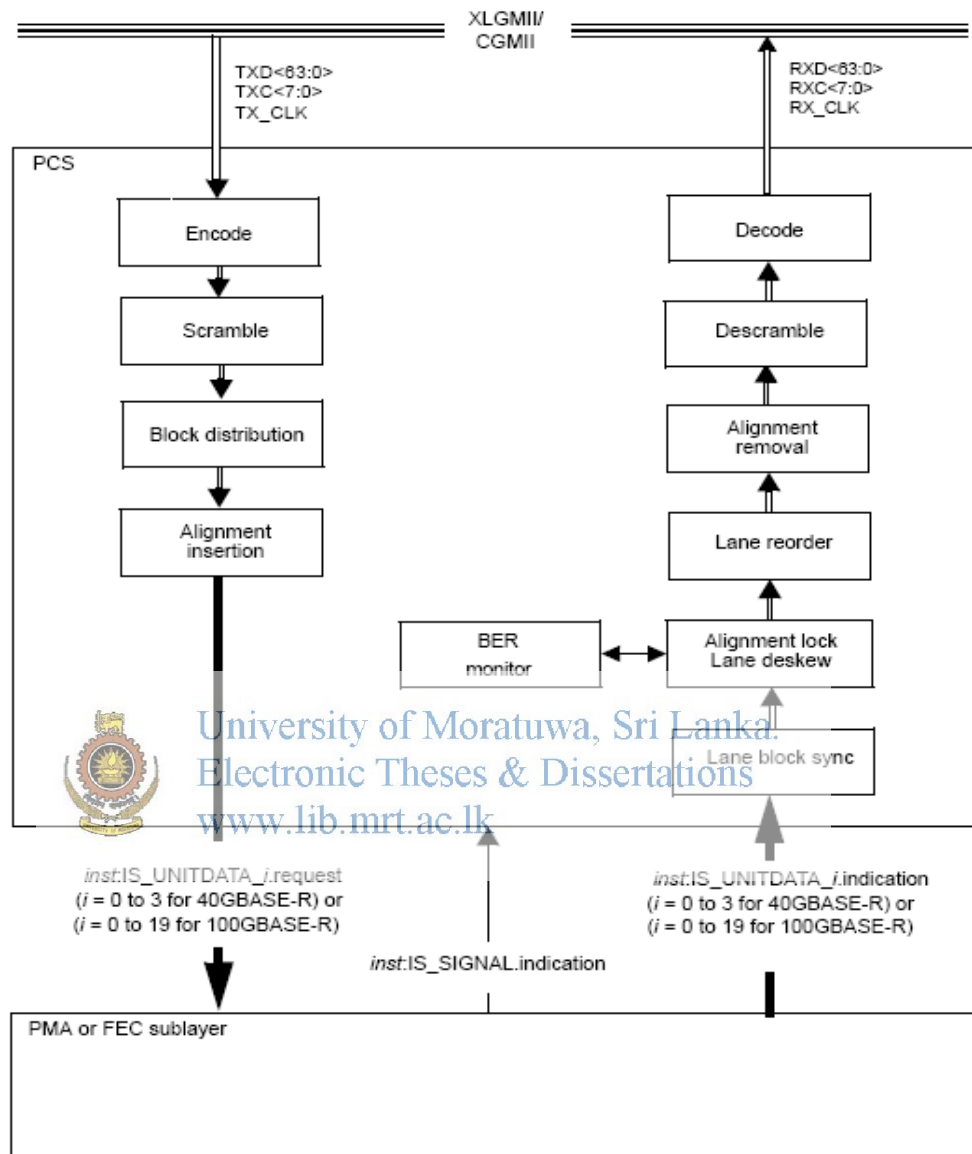 XLGMII/
CGMII
TXD<63:0>
TXC<7:0>
TX_CLK
RXD<63:0>
RXC<7:0>
RX_CLK
PCS
Encode
Decode
Scramble
Descramble
Block distribution
Alignment
removal
Alignment
insertion
Lane reorder
BER
monitor
Alignment lock
Lane deskew
University of Moratuwa, Sri Lanka.
Electronic Theses & Dissertations
www.lib.mrt.ac.lk
Lane block sync
inst:IS_UNITDATA_i.request
(i = 0 to 3 for 40GBASE-R) or
(i = 0 to 19 for 100GBASE-R)
inst:IS_UNITDATA_i.indication
(i = 0 to 3 for 40GBASE-R) or
(i = 0 to 19 for 100GBASE-R)
inst:IS_SIGNAL.indication
PMA or FEC sublayer